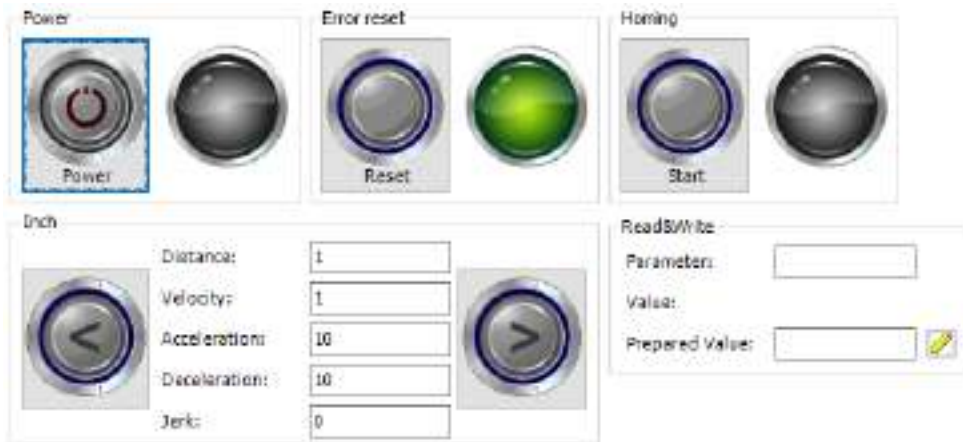 Power
Power
Error reset
Reset
Homing
Start
Inch
<
Distance: 1
Velocity: 1
Acceleration: 10
Deceleration: 10
Jerk: 0
>
Read&Write
Parameter:
Value:
Prepared Value: